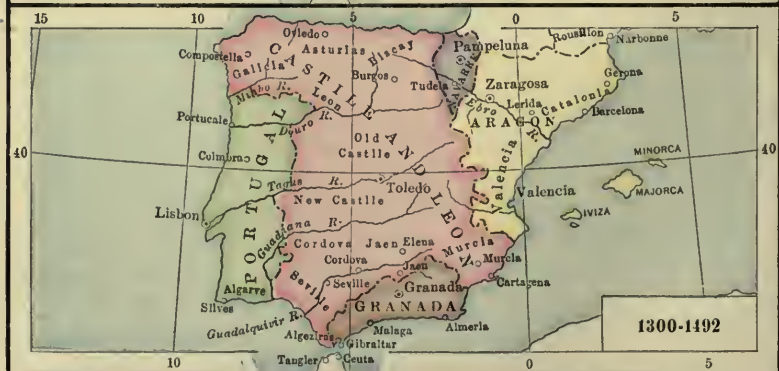 15
10
5
0
5
Oviedo
Compostella
Asturias
Biscay
Pampeluna
Rousillon
Narbonne
Galicia
CASTILE AND LEON
Burgos
NAVARRE
Gerona
Minho R.
Leon
Tudela
Zaragosa
Lerida
Catalonia
Ebro R.
Barcelona
Portucale
Douro R.
ARAGON
40
PORTUGAL
Old
Castile
40
Coimbra
MINORCA
Tagus R.
Toledo
Valencia
Valencia
MAJORCA
New Castile
Lisbon
IVIZA
Guadiana R.
Cordova
Jaen
Elena
Murcia
Cordova
Jaen
Murcia
Algarve
Seville
Seville
Granada
Cartagena
Silves
GRANADA
Guadalquivir R.
Malaga
Almeria
1300-1492
Algeziras
Gibraltar
Tangier
Ceuta
10
5
0
5